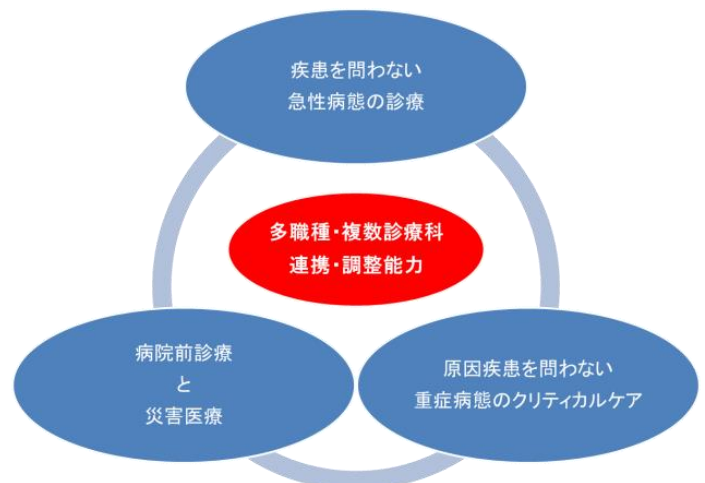 疾患を問わない
急性病態の診療
多職種・複数診療科
連携・調整能力
病院前診療
と
災害医療
原因疾患を問わない
重症病態のクリティカルケア